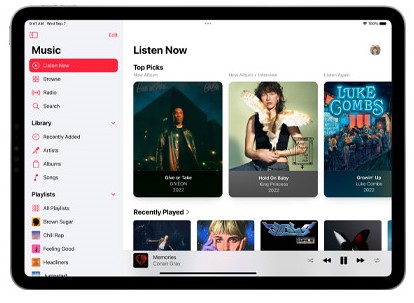 9:41 AM Wed Sep 7
100%
Edit
Music
Listen Now
Browse
Radio
Search
Library
Recently Added
Artists
Albums
Songs
Playlists
All Playlists
Brown Sugar
Chill Rap
Feeling Good
Headliners
Listen Now
Top Picks
New Album
Give or Take
GIVĒON
2022
New Album + Interview
Hold On Baby
King Princess
2022
Listen Again
LUKE COMBS
Growin' Up
Luke Combs
2022
Recently Played >
Memories
Conan Gray